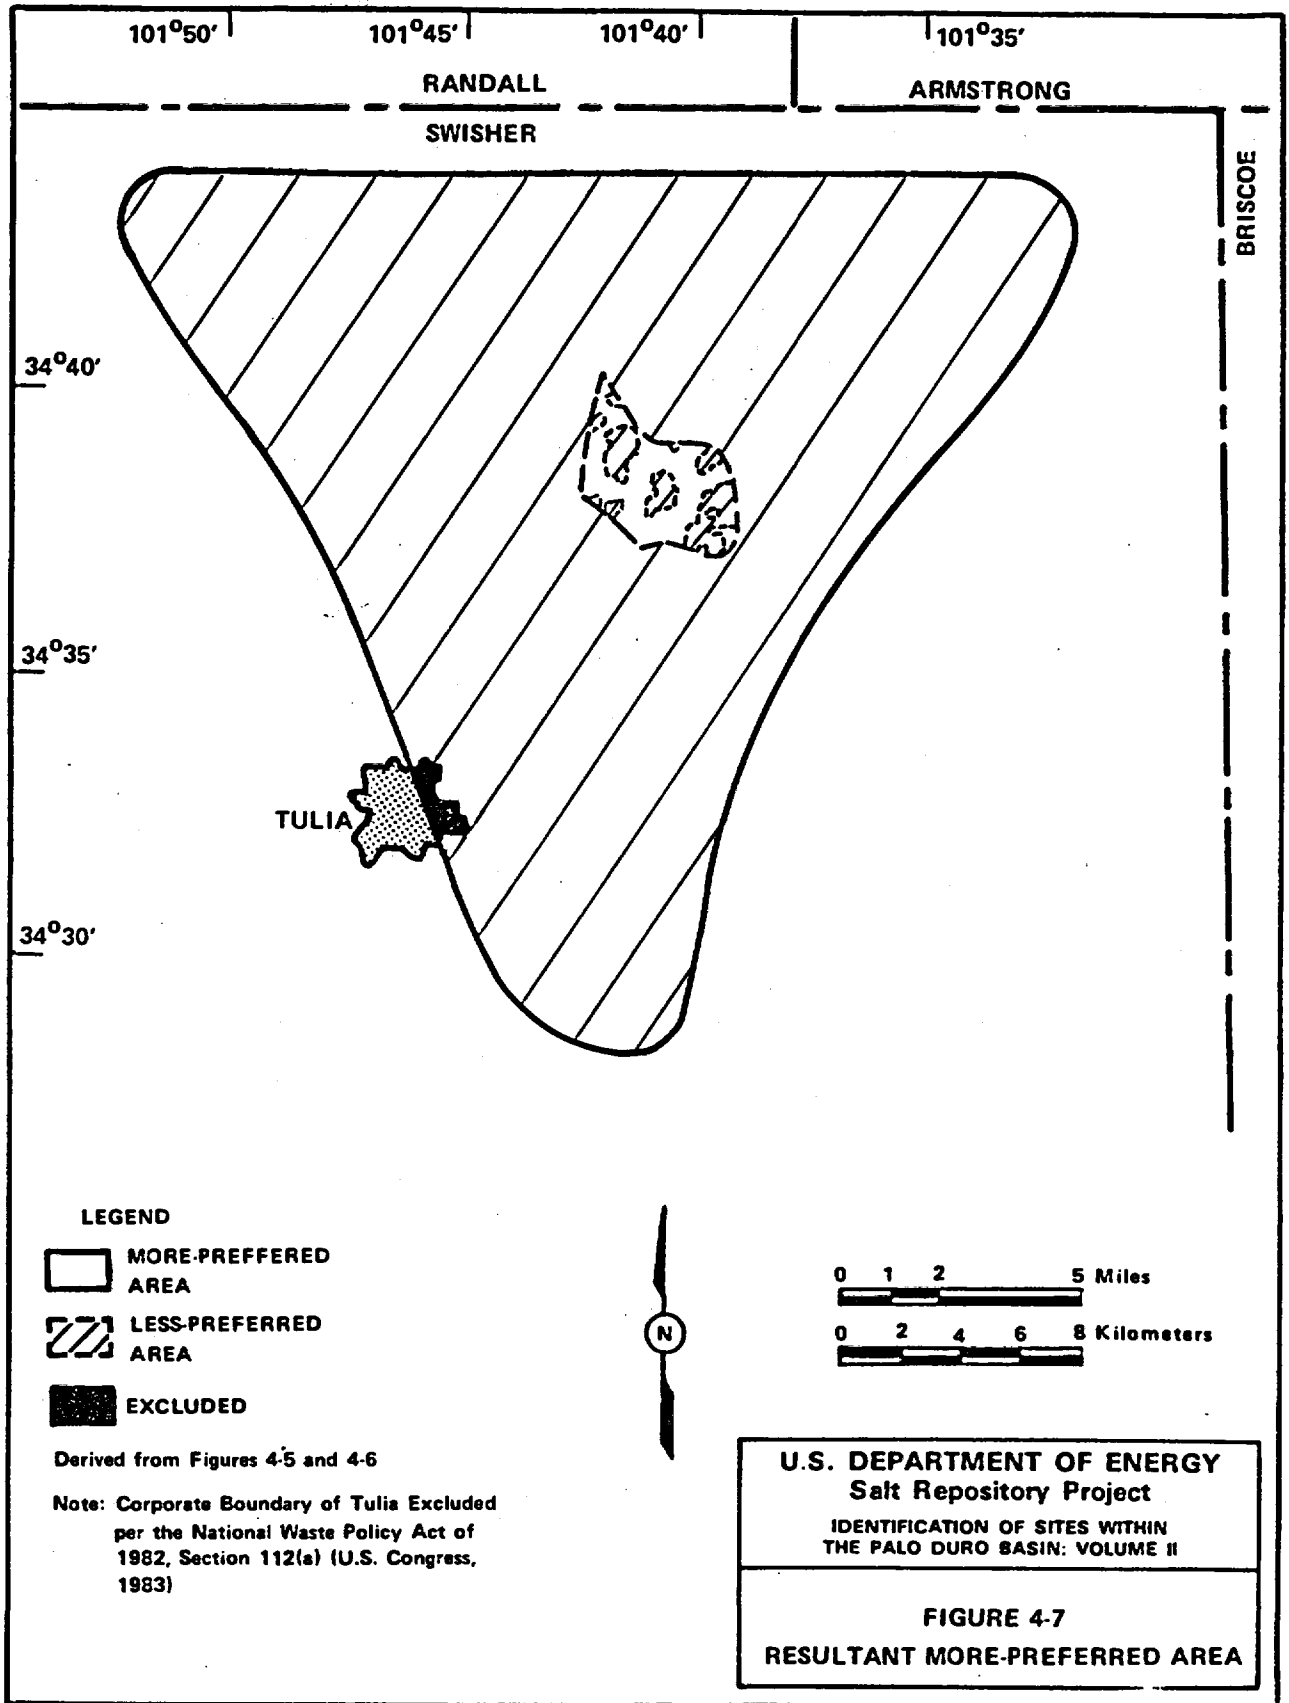 101°50' 101°45' 101°40' 101°35'
RANDALL ARMSTRONG
SWISHER
BRISCOE
34°40'
34°35'
TULIA
34°30'
LEGEND
MORE-PREFFERED
AREA
LESS-PREFERRED
AREA
EXCLUDED
Derived from Figures 4-5 and 4-6
Note: Corporate Boundary of Tulia Excluded
per the National Waste Policy Act of
1982, Section 112(a) (U.S. Congress,
1983)
N
0 1 2 5 Miles
0 2 4 6 8 Kilometers
U.S. DEPARTMENT OF ENERGY
Salt Repository Project
IDENTIFICATION OF SITES WITHIN
THE PALO DURO BASIN: VOLUME II
FIGURE 4-7
RESULTANT MORE-PREFERRED AREA